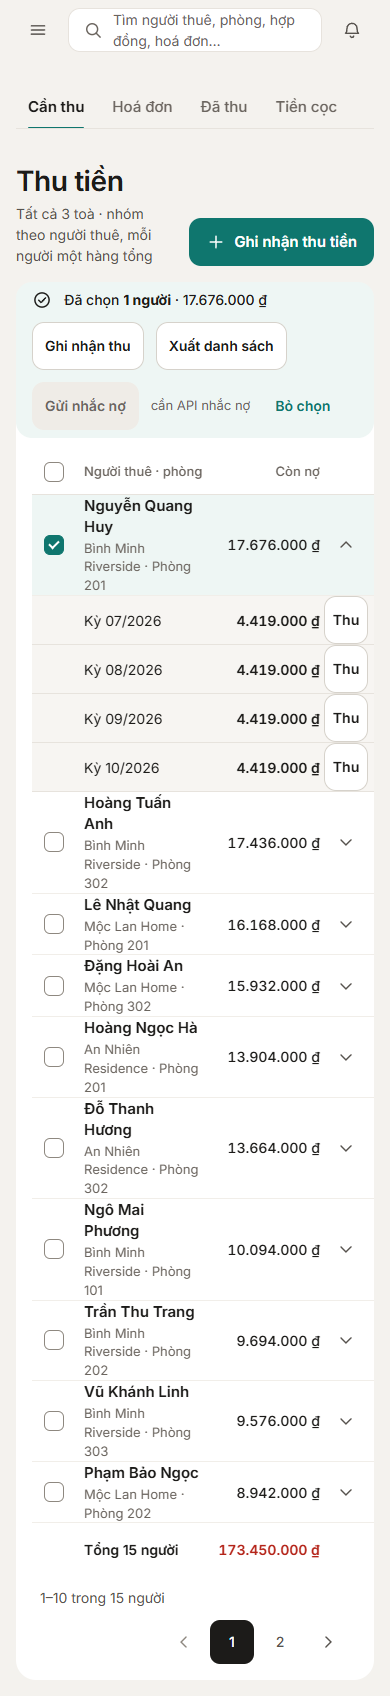 Tìm người thuê, phòng, hợp
đồng, hoá đơn...
Cần thu Hoá đơn Đã thu Tiền cọc
Thu tiền
Tất cả 3 toà · nhóm
theo người thuê, mỗi
người một hàng tổng
Ghi nhận thu tiền
Đã chọn 1 người · 17.676.000 ₫
Ghi nhận thu Xuất danh sách
Gửi nhắc nợ cần API nhắc nợ Bỏ chọn
Người thuê · phòng Còn nợ
Nguyễn Quang
Huy
Bình Minh
Riverside · Phòng
201
17.676.000 ₫
Kỳ 07/2026 4.419.000 ₫ Thu
Kỳ 08/2026 4.419.000 ₫ Thu
Kỳ 09/2026 4.419.000 ₫ Thu
Kỳ 10/2026 4.419.000 ₫ Thu
Hoàng Tuấn
Anh
Bình Minh
Riverside · Phòng
302
17.436.000 ₫
Lê Nhật Quang
Mộc Lan Home ·
Phòng 201
16.168.000 ₫
Đặng Hoài An
Mộc Lan Home ·
Phòng 302
15.932.000 ₫
Hoàng Ngọc Hà
An Nhiên
Residence · Phòng
201
13.904.000 ₫
Đỗ Thanh
Hương
An Nhiên
Residence · Phòng
302
13.664.000 ₫
Ngô Mai
Phương
Bình Minh
Riverside · Phòng
101
10.094.000 ₫
Trần Thu Trang
Bình Minh
Riverside · Phòng
202
9.694.000 ₫
Vũ Khánh Linh
Bình Minh
Riverside · Phòng
303
9.576.000 ₫
Phạm Bảo Ngọc
Mộc Lan Home ·
Phòng 202
8.942.000 ₫
Tổng 15 người 173.450.000 ₫
1–10 trong 15 người
1 2